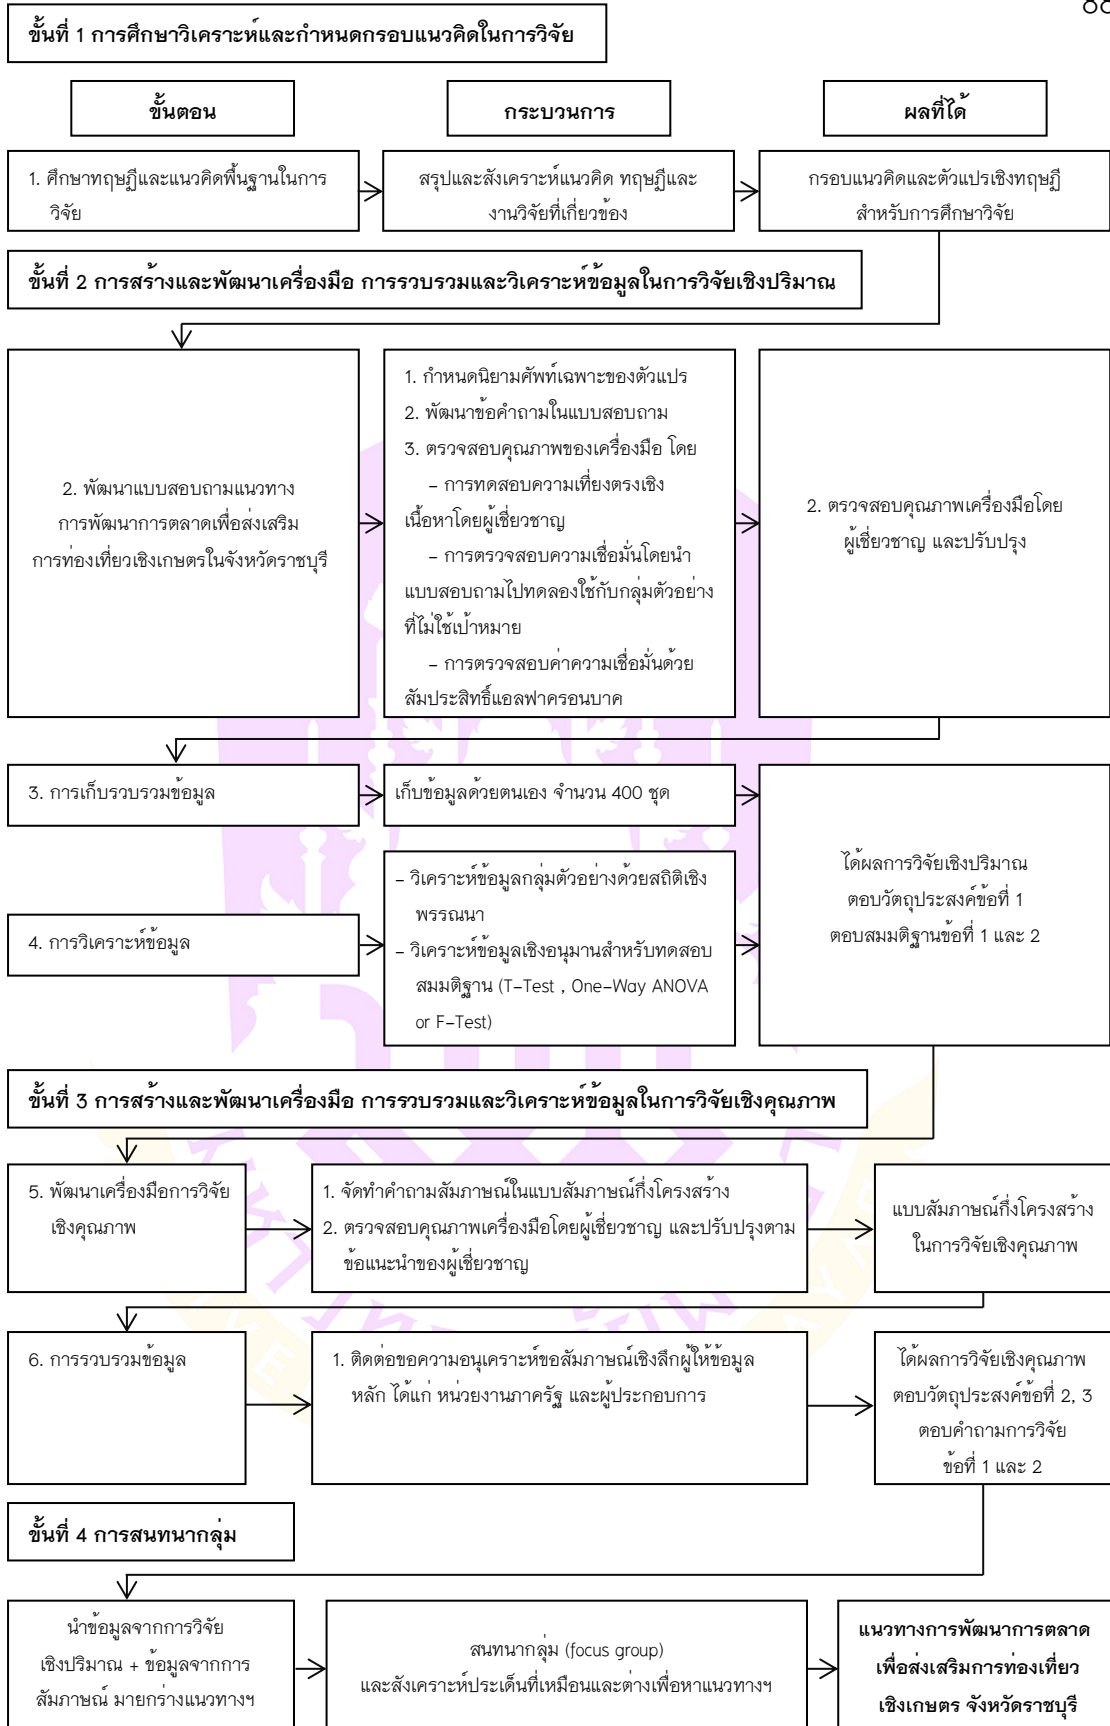 88
ขั้นที่ 1 การศึกษาวิเคราะห์และกำหนดกรอบแนวคิดในการวิจัย
ขั้นตอน
กระบวนการ
ผลที่ได้
1. ศึกษาทฤษฎีและแนวคิดพื้นฐานในการ
วิจัย
สรุปและสังเคราะห์แนวคิด ทฤษฎีและ
งานวิจัยที่เกี่ยวข้อง
กรอบแนวคิดและตัวแปรเชิงทฤษฎี
สำหรับการศึกษาวิจัย
ขั้นที่ 2 การสร้างและพัฒนาเครื่องมือ การรวบรวมและวิเคราะห์ข้อมูลในการวิจัยเชิงปริมาณ
2. พัฒนาแบบสอบถามแนวทาง
การพัฒนาการตลาดเพื่อส่งเสริม
การท่องเที่ยวเชิงเกษตรในจังหวัดราชบุรี
1. กำหนดนิยามศัพท์เฉพาะของตัวแปร
2. พัฒนาข้อคำถามในแบบสอบถาม
3. ตรวจสอบคุณภาพของเครื่องมือ โดย
– การทดสอบความเที่ยงตรงเชิง
เนื้อหาโดยผู้เชี่ยวชาญ
– การตรวจสอบความเชื่อมั่นโดยนำ
แบบสอบถามไปทดลองใช้กับกลุ่มตัวอย่าง
ที่ไม่ใช้เป้าหมาย
– การตรวจสอบค่าความเชื่อมั่นด้วย
สัมประสิทธิ์แอลฟาครอนบาค
2. ตรวจสอบคุณภาพเครื่องมือโดย
ผู้เชี่ยวชาญ และปรับปรุง
3. การเก็บรวบรวมข้อมูล
เก็บข้อมูลด้วยตนเอง จำนวน 400 ชุด
4. การวิเคราะห์ข้อมูล
– วิเคราะห์ข้อมูลกลุ่มตัวอย่างด้วยสถิติเชิง
พรรณนา
– วิเคราะห์ข้อมูลเชิงอนุมานสำหรับทดสอบ
สมมติฐาน (T–Test , One–Way ANOVA
or F–Test)
ได้ผลการวิจัยเชิงปริมาณ
ตอบวัตถุประสงค์ข้อที่ 1
ตอบสมมติฐานข้อที่ 1 และ 2
ขั้นที่ 3 การสร้างและพัฒนาเครื่องมือ การรวบรวมและวิเคราะห์ข้อมูลในการวิจัยเชิงคุณภาพ
5. พัฒนาเครื่องมือการวิจัย
เชิงคุณภาพ
1. จัดทำคำถามสัมภาษณ์ในแบบสัมภาษณ์กึ่งโครงสร้าง
2. ตรวจสอบคุณภาพเครื่องมือโดยผู้เชี่ยวชาญ และปรับปรุงตาม
ข้อแนะนำของผู้เชี่ยวชาญ
แบบสัมภาษณ์กึ่งโครงสร้าง
ในการวิจัยเชิงคุณภาพ
6. การรวบรวมข้อมูล
1. ติดต่อขอความอนุเคราะห์ขอสัมภาษณ์เชิงลึกผู้ให้ข้อมูล
หลัก ได้แก่ หน่วยงานภาครัฐ และผู้ประกอบการ
ได้ผลการวิจัยเชิงคุณภาพ
ตอบวัตถุประสงค์ข้อที่ 2, 3
ตอบคำถามการวิจัย
ข้อที่ 1 และ 2
ขั้นที่ 4 การสนทนากลุ่ม
นำข้อมูลจากการวิจัย
เชิงปริมาณ + ข้อมูลจากการ
สัมภาษณ์ มายกร่างแนวทางฯ
สนทนากลุ่ม (focus group)
และสังเคราะห์ประเด็นที่เหมือนและต่างเพื่อหาแนวทางฯ
แนวทางการพัฒนาการตลาด
เพื่อส่งเสริมการท่องเที่ยว
เชิงเกษตร จังหวัดราชบุรี